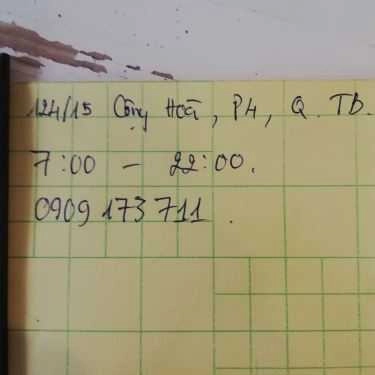 124/15 Cộng Hoà, P4, Q. TB.
7:00 – 22:00.
0909 173 711.